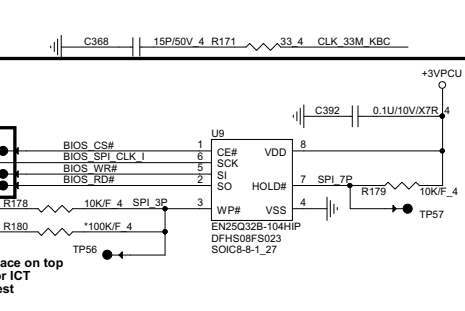 C368 15P/50V_4 R171 33_4 CLK_33M_KBC
+3VPCU
C392 0.1U/10V/X7R_4
U9
BIOS_CS# 1 CE# VDD 8
BIOS_SPI_CLK_I 6 SCK
BIOS_WR# 5 SI
BIOS_RD# 2 SO HOLD# 7 SPI_7P
R179 10K/F_4
R178 10K/F_4 SPI_3P 3 WP# VSS 4
TP57
R180 *100K/F_4
EN25Q32B-104HIP
DFHS08FS023
SOIC8-8-1_27
TP56
ace on top
r ICT
est